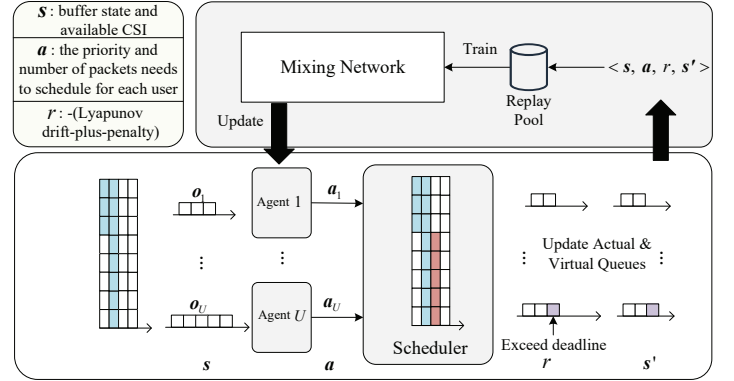 s : buffer state and
available CSI
a : the priority and
number of packets needs
to schedule for each user
r : -(Lyapunov
drift-plus-penalty)
Mixing Network
Train
Replay
Pool
< s, a, r, s' >
Update
o1
Agent 1
a1
⋮
⋮
Update Actual &
Virtual Queues
⋮
⋮
oU
Agent U
aU
Scheduler
Exceed deadline
s
a
r
s'